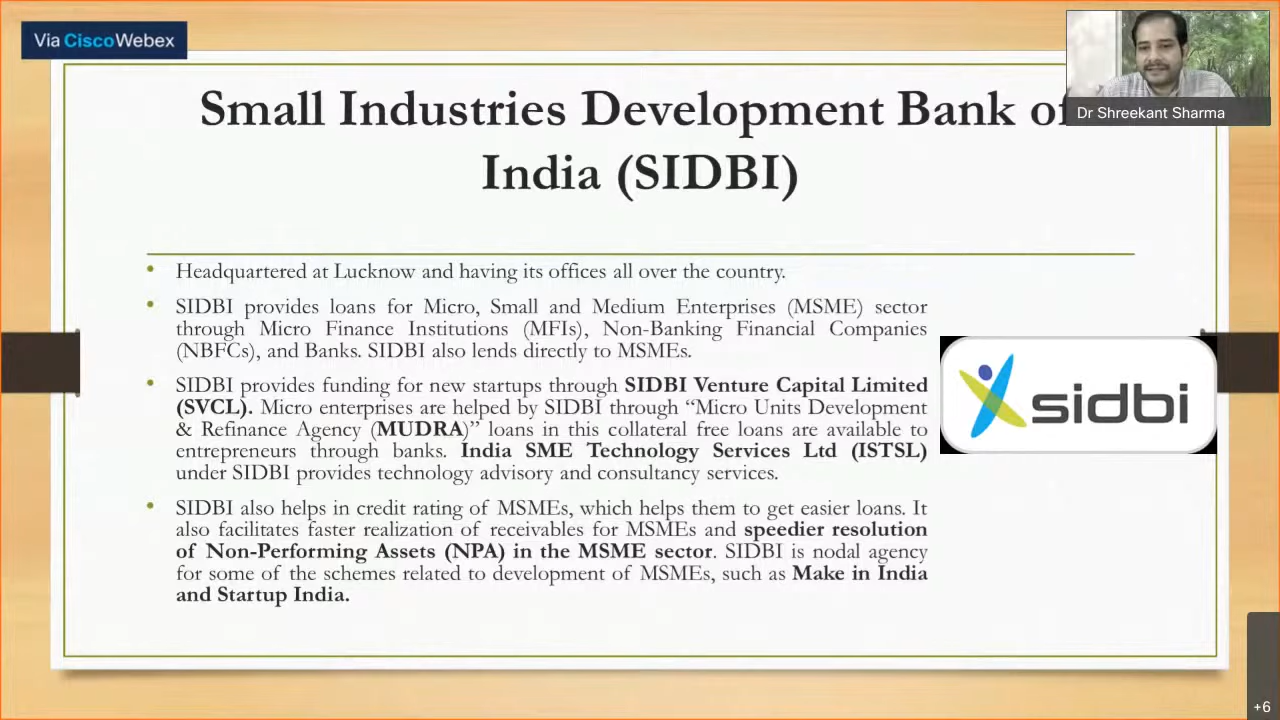 Via CiscoWebex
Dr Shreekant Sharma
Small Industries Development Bank of
India (SIDBI)
• Headquartered at Lucknow and having its offices all over the country.
• SIDBI provides loans for Micro, Small and Medium Enterprises (MSME) sector
through Micro Finance Institutions (MFIs), Non-Banking Financial Companies
(NBFCs), and Banks. SIDBI also lends directly to MSMEs.
• SIDBI provides funding for new startups through SIDBI Venture Capital Limited
(SVCL). Micro enterprises are helped by SIDBI through “Micro Units Development
& Refinance Agency (MUDRA)” loans in this collateral free loans are available to
entrepreneurs through banks. India SME Technology Services Ltd (ISTSL)
under SIDBI provides technology advisory and consultancy services.
• SIDBI also helps in credit rating of MSMEs, which helps them to get easier loans. It
also facilitates faster realization of receivables for MSMEs and speedier resolution
of Non-Performing Assets (NPA) in the MSME sector. SIDBI is nodal agency
for some of the schemes related to development of MSMEs, such as Make in India
and Startup India.
sidbi
+6